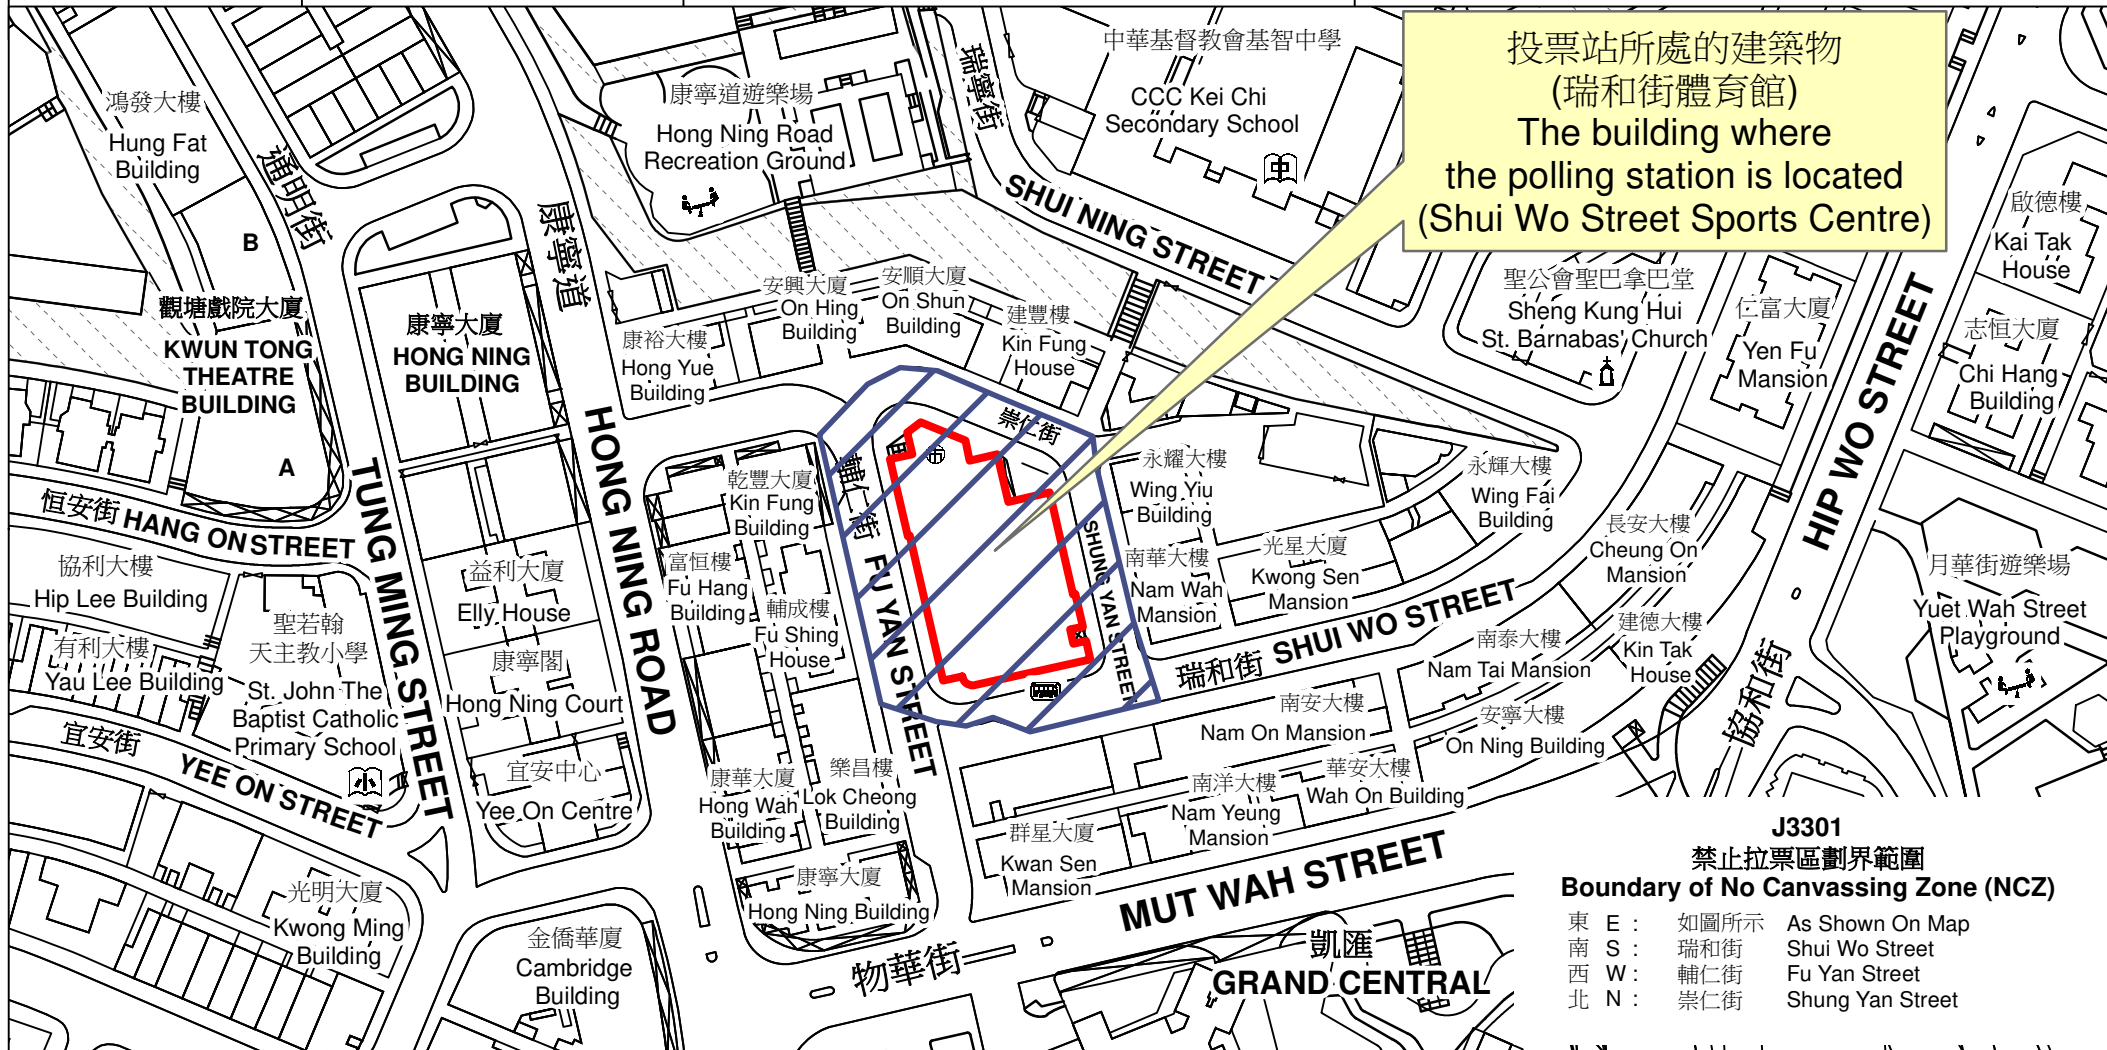 鴻發大樓
Hung Fat
Building
通明街
B
觀塘戲院大廈
KWUN TONG
THEATRE
BUILDING
A
康寧大廈
HONG NING
BUILDING
康寧道
康寧道遊樂場
Hong Ning Road
Recreation Ground
瑞寧街
中華基督教會基智中學
CCC Kei Chi
Secondary School
中
SHUI NING STREET
投票站所處的建築物
(瑞和街體育館)
The building where
the polling station is located
(Shui Wo Street Sports Centre)
啟德樓
Kai Tak
House
聖公會聖巴拿巴堂
Sheng Kung Hui
St. Barnabas' Church
仁富大廈
Yen Fu
Mansion
志恒大廈
Chi Hang
Building
HIP WO STREET
康裕大樓
Hong Yue
Building
安興大廈
On Hing
Building
安順大廈
On Shun
Building
建豐樓
Kin Fung
House
崇仁街
HONG NING ROAD
TUNG MING STREET
恒安街 HANG ON STREET
協利大樓
Hip Lee Building
有利大樓
Yau Lee Building
聖若翰
天主教小學
St. John The
Baptist Catholic
Primary School
小
宜安街
YEE ON STREET
益利大廈
Elly House
康寧閣
Hong Ning Court
宜安中心
Yee On Centre
乾豐大廈
Kin Fung
Building
富恒樓
Fu Hang
Building
輔成樓
Fu Shing
House
輔仁街
FU YAN STREET
SHUNG YAN STREET
永耀大樓
Wing Yiu
Building
南華大樓
Nam Wah
Mansion
光星大廈
Kwong Sen
Mansion
永輝大樓
Wing Fai
Building
長安大樓
Cheung On
Mansion
瑞和街 SHUI WO STREET
南泰大樓
Nam Tai Mansion
建德大樓
Kin Tak
House
月華街遊樂場
Yuet Wah Street
Playground
協和街
南安大樓
Nam On Mansion
安寧大樓
On Ning Building
康華大廈
Hong Wah
Building
樂昌樓
Lok Cheong
Building
南洋大樓
Nam Yeung
Mansion
華安大樓
Wah On Building
群星大廈
Kwan Sen
Mansion
康寧大廈
Hong Ning Building
光明大廈
Kwong Ming
Building
金僑華廈
Cambridge
Building
物華街
MUT WAH STREET
凱匯
GRAND CENTRAL
J3301
禁止拉票區劃界範圍
Boundary of No Canvassing Zone (NCZ)
東 E : 如圖所示 As Shown On Map
南 S : 瑞和街 Shui Wo Street
西 W : 輔仁街 Fu Yan Street
北 N : 崇仁街 Shung Yan Street